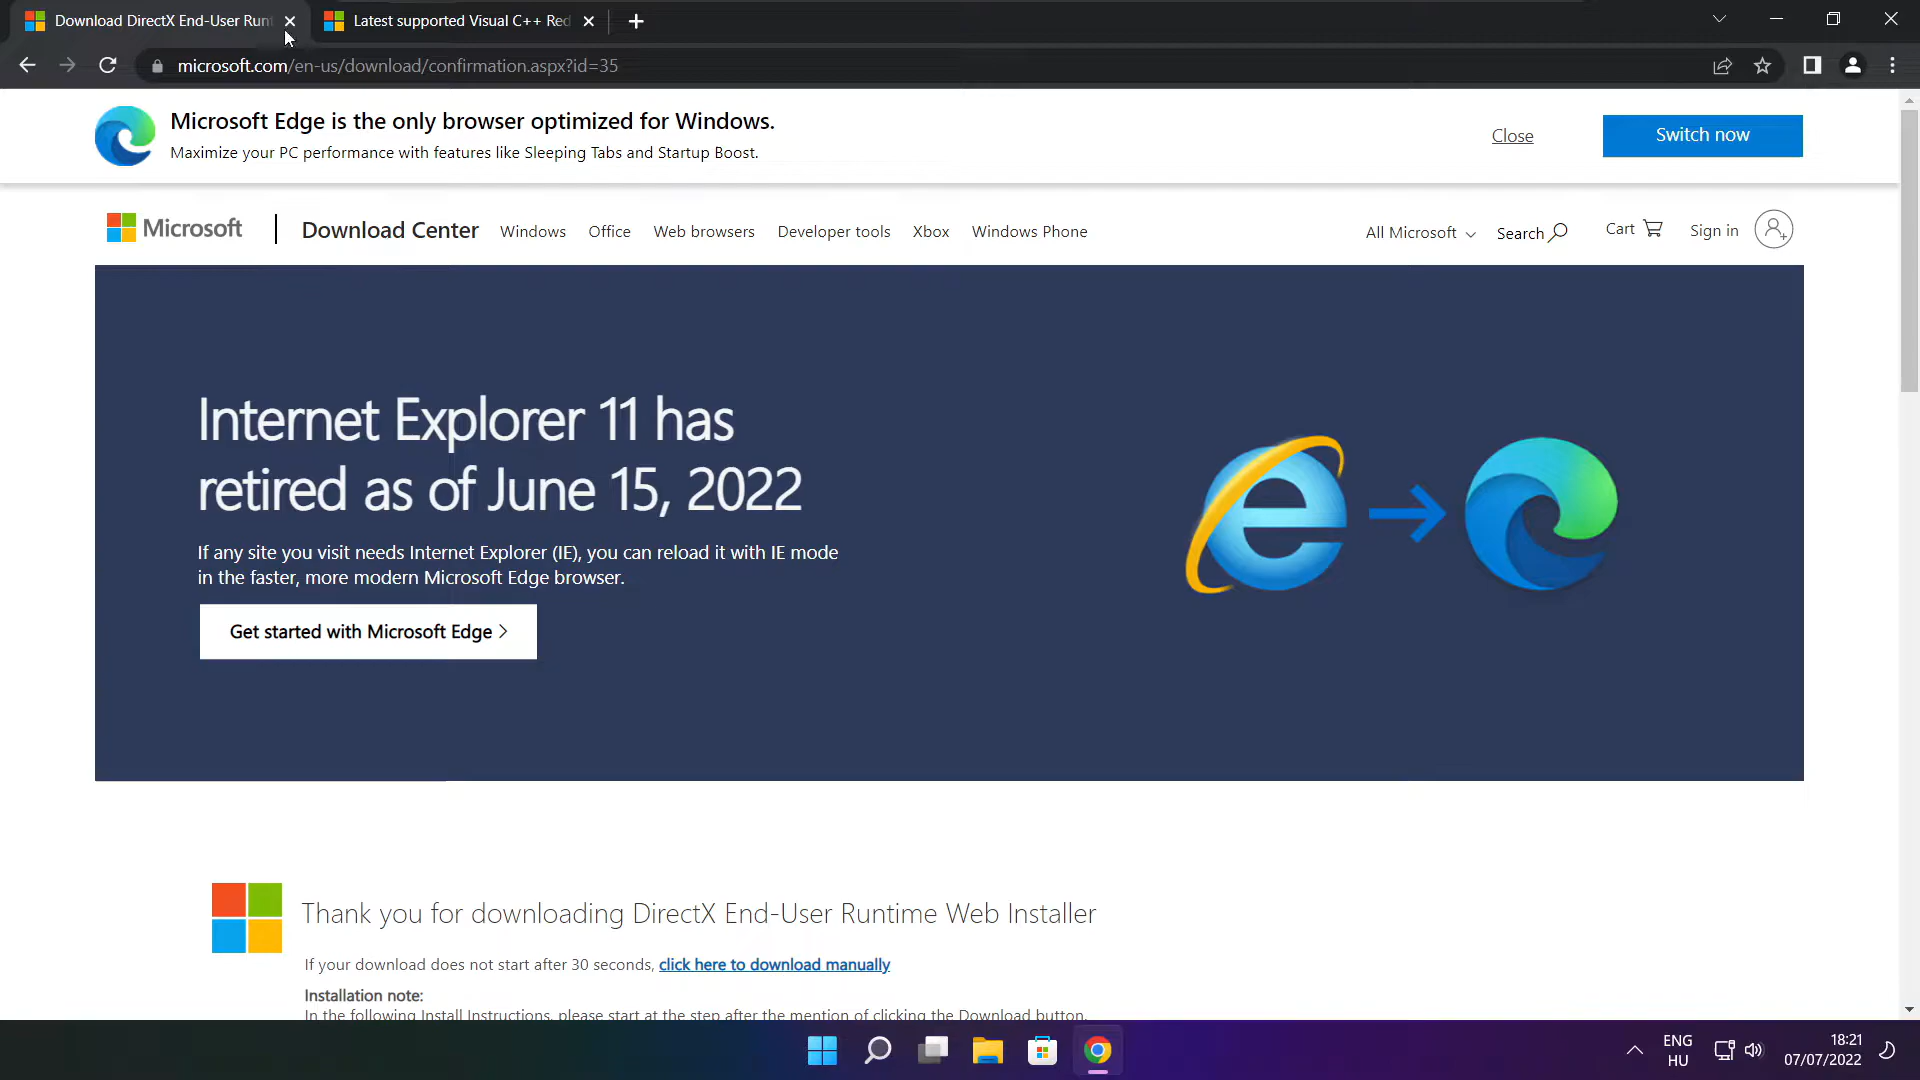 Download DirectX End-User Runt
Latest supported Visual C++ Red
microsoft.com/en-us/download/confirmation.aspx?id=35
Microsoft Edge is the only browser optimized for Windows.
Maximize your PC performance with features like Sleeping Tabs and Startup Boost.
Close
Switch now
Microsoft
Download Center
Windows
Office
Web browsers
Developer tools
Xbox
Windows Phone
All Microsoft
Search
Cart
Sign in
Internet Explorer 11 has
retired as of June 15, 2022
If any site you visit needs Internet Explorer (IE), you can reload it with IE mode
in the faster, more modern Microsoft Edge browser.
Get started with Microsoft Edge >
Thank you for downloading DirectX End-User Runtime Web Installer
If your download does not start after 30 seconds, click here to download manually
Installation note:
In the following Install Instructions, please start at the step after the mention of clicking the Download button.
ENG
HU
18:21
07/07/2022